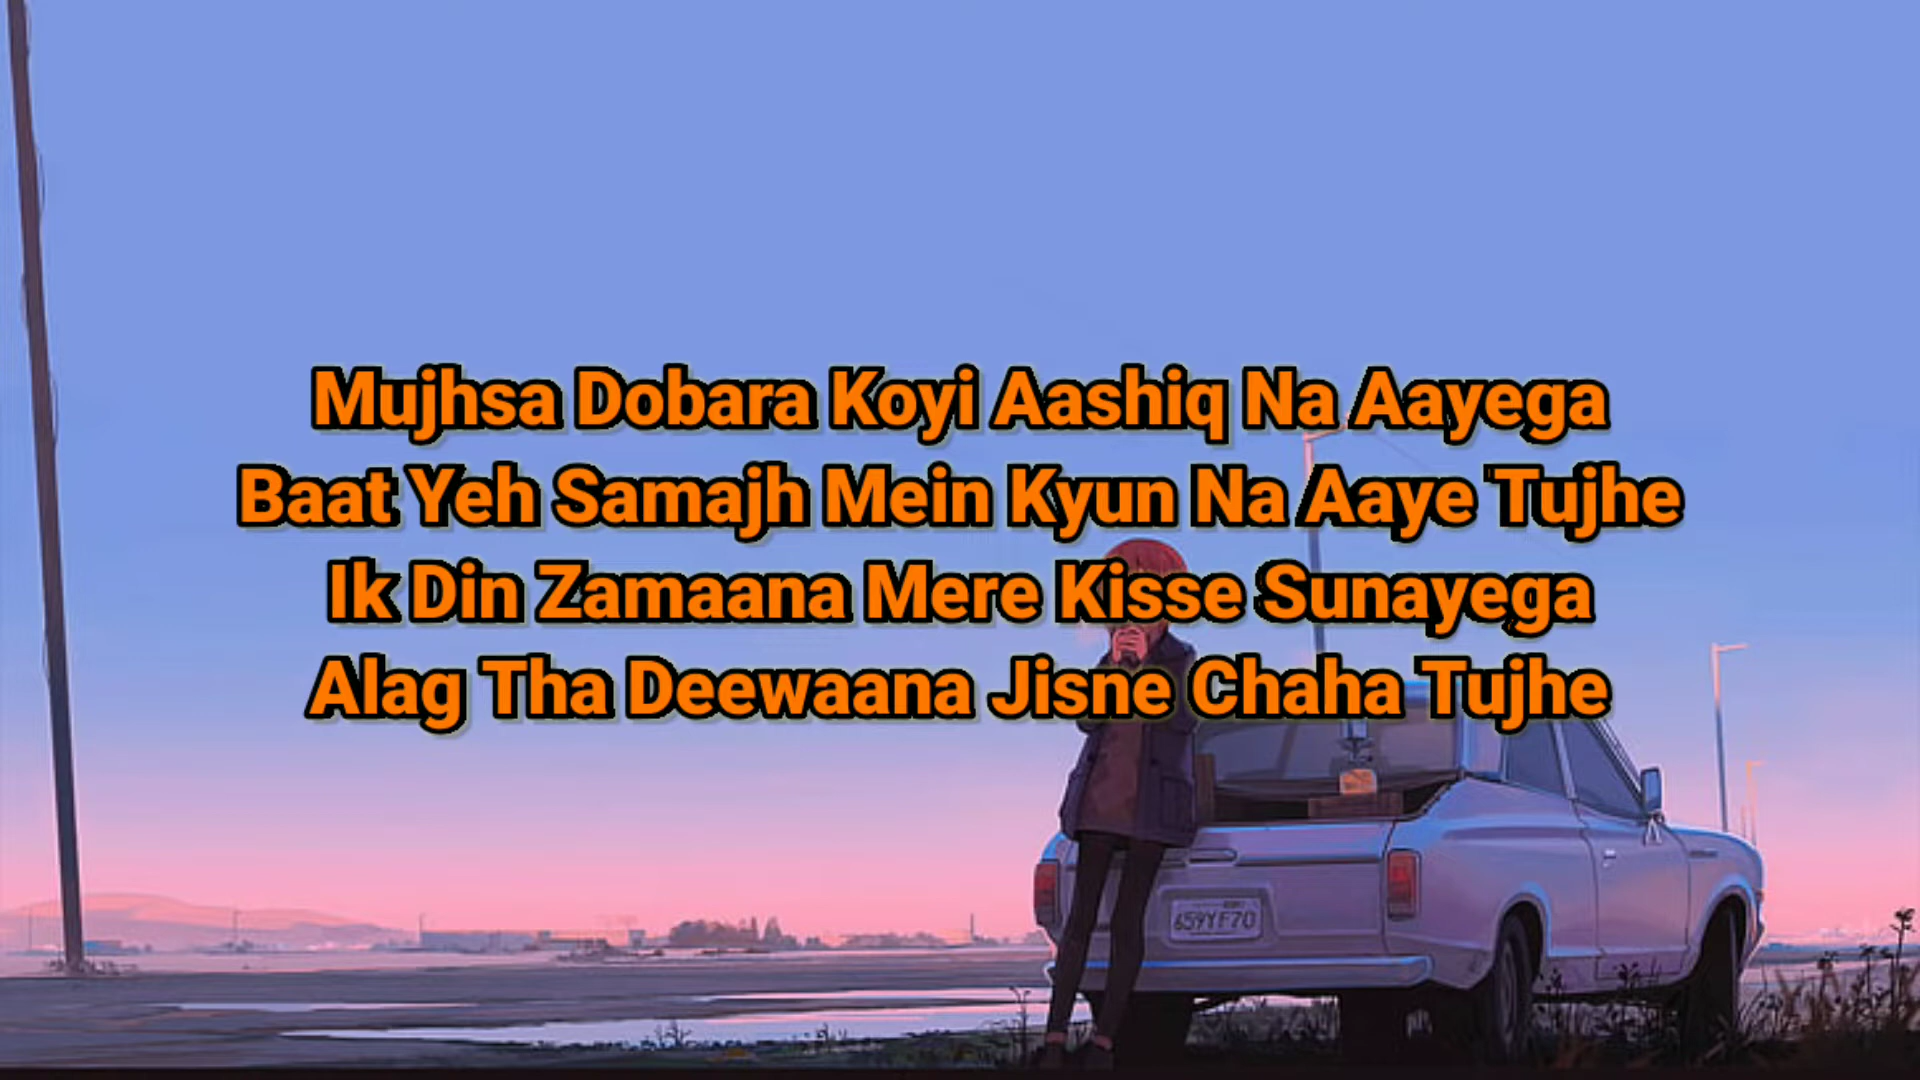 Mujhsa Dobara Koyi Aashiq Na Aayega
Baat Yeh Samajh Mein Kyun Na Aaye Tujhe
Ik Din Zamaana Mere Kisse Sunayega
Alag Tha Deewaana Jisne Chaha Tujhe
659YF70